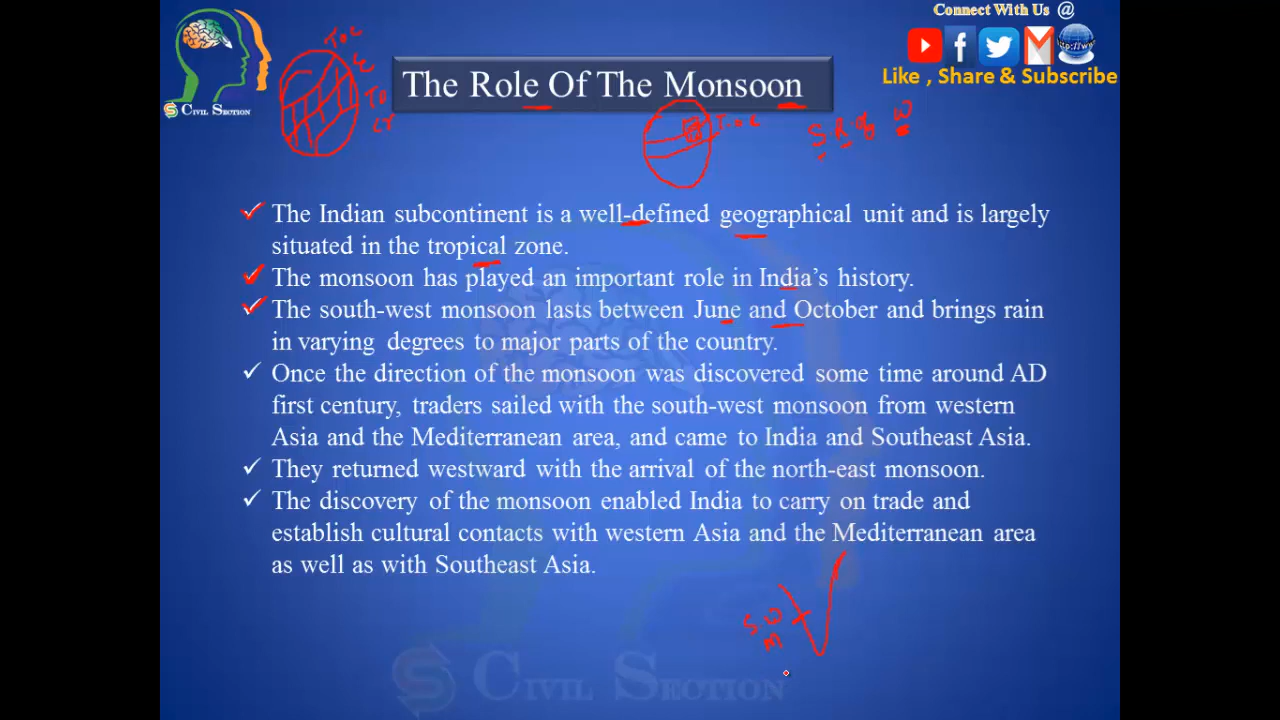 Connect With Us @
http://www
Like , Share & Subscribe
CIVIL SECTION
The Role Of The Monsoon
S R of W
The Indian subcontinent is a well-defined geographical unit and is largely
situated in the tropical zone.
The monsoon has played an important role in India's history.
The south-west monsoon lasts between June and October and brings rain
in varying degrees to major parts of the country.
Once the direction of the monsoon was discovered some time around AD
first century, traders sailed with the south-west monsoon from western
Asia and the Mediterranean area, and came to India and Southeast Asia.
They returned westward with the arrival of the north-east monsoon.
The discovery of the monsoon enabled India to carry on trade and
establish cultural contacts with western Asia and the Mediterranean area
as well as with Southeast Asia.
S W
M
CIVIL SECTION